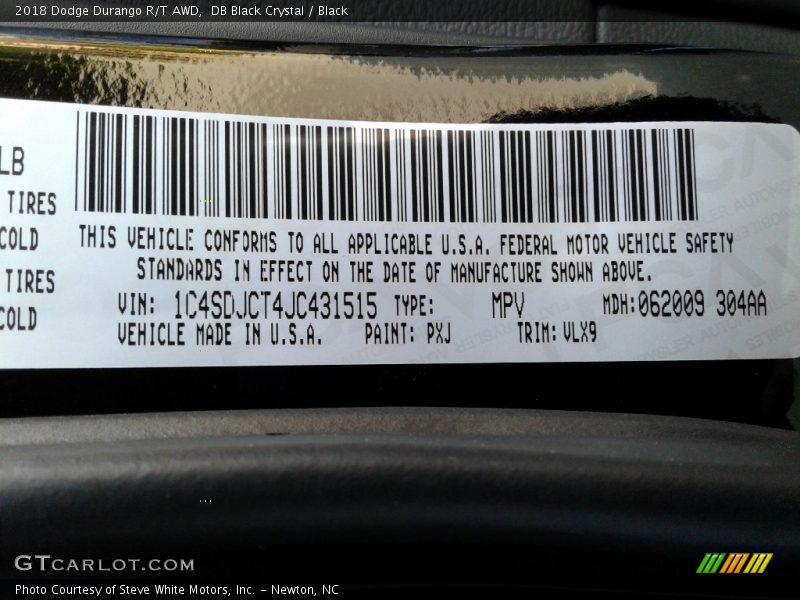 2018 Dodge Durango R/T AWD,  DB Black Crystal / Black
LB
TIRES
COLD
TIRES
COLD
THIS VEHICLE CONFORMS TO ALL APPLICABLE U.S.A. FEDERAL MOTOR VEHICLE SAFETY
STANDARDS IN EFFECT ON THE DATE OF MANUFACTURE SHOWN ABOVE.
VIN: 1C4SDJCT4JC431515 TYPE: MPV MDH:062009 304AA
VEHICLE MADE IN U.S.A. PAINT: PXJ TRIM: VLX9
GTCARLOT.COM
Photo Courtesy of Steve White Motors, Inc. – Newton, NC